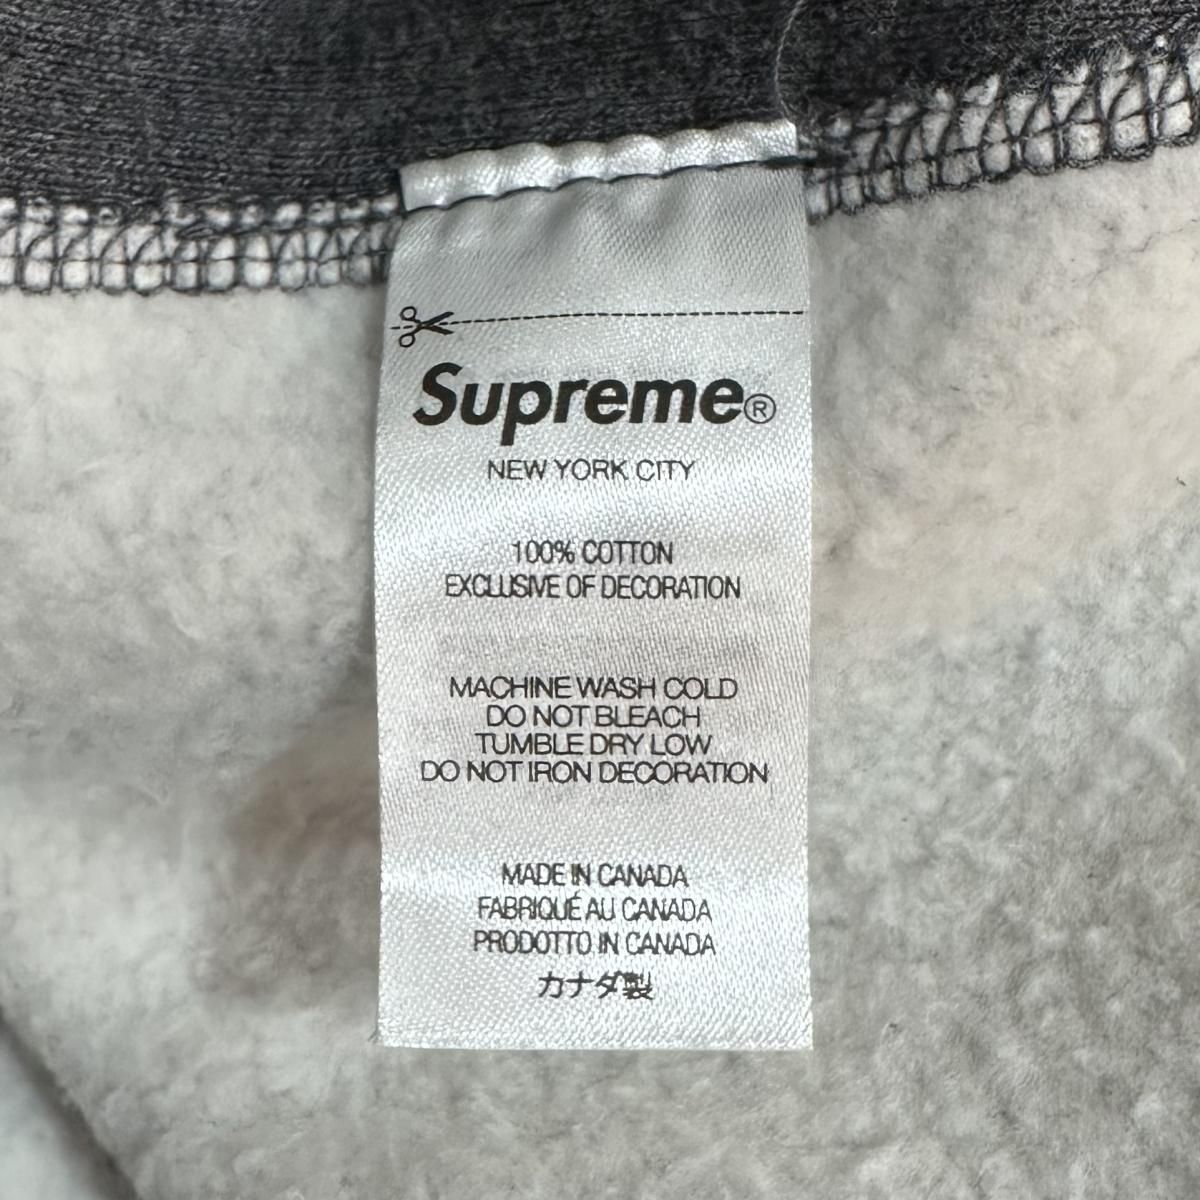 Supreme®
NEW YORK CITY
100% COTTON
EXCLUSIVE OF DECORATION
MACHINE WASH COLD
DO NOT BLEACH
TUMBLE DRY LOW
DO NOT IRON DECORATION
MADE IN CANADA
FABRIQUÉ AU CANADA
PRODOTTO IN CANADA
カナダ製